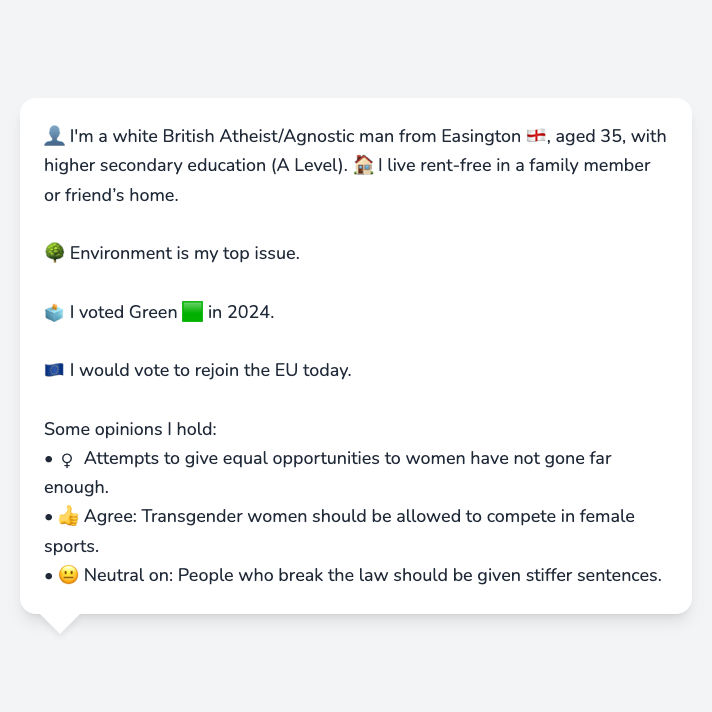 👤 I'm a white British Atheist/Agnostic man from Easington 🏴󠁧󠁢󠁥󠁮󠁧󠁿, aged 35, with
higher secondary education (A Level). 🏠 I live rent-free in a family member
or friend’s home.
🌳 Environment is my top issue.
🗳️ I voted Green 🟩 in 2024.
🇪🇺 I would vote to rejoin the EU today.
Some opinions I hold:
• ♀ Attempts to give equal opportunities to women have not gone far
enough.
• 👍 Agree: Transgender women should be allowed to compete in female
sports.
• 😐 Neutral on: People who break the law should be given stiffer sentences.